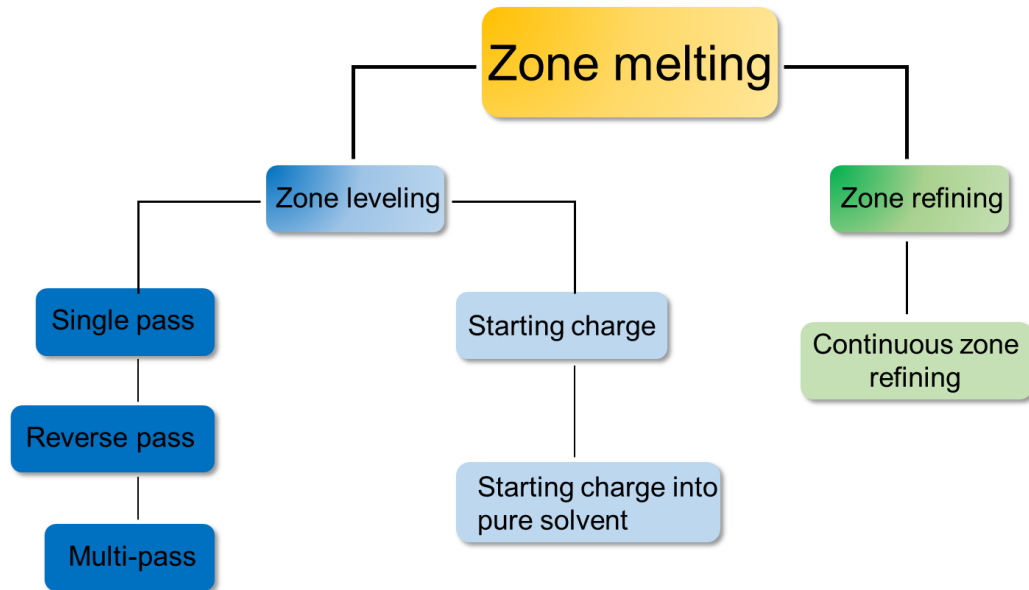 Zone melting
Zone leveling
Zone refining
Single pass
Starting charge
Continuous zone
refining
Reverse pass
Starting charge into
pure solvent
Multi-pass